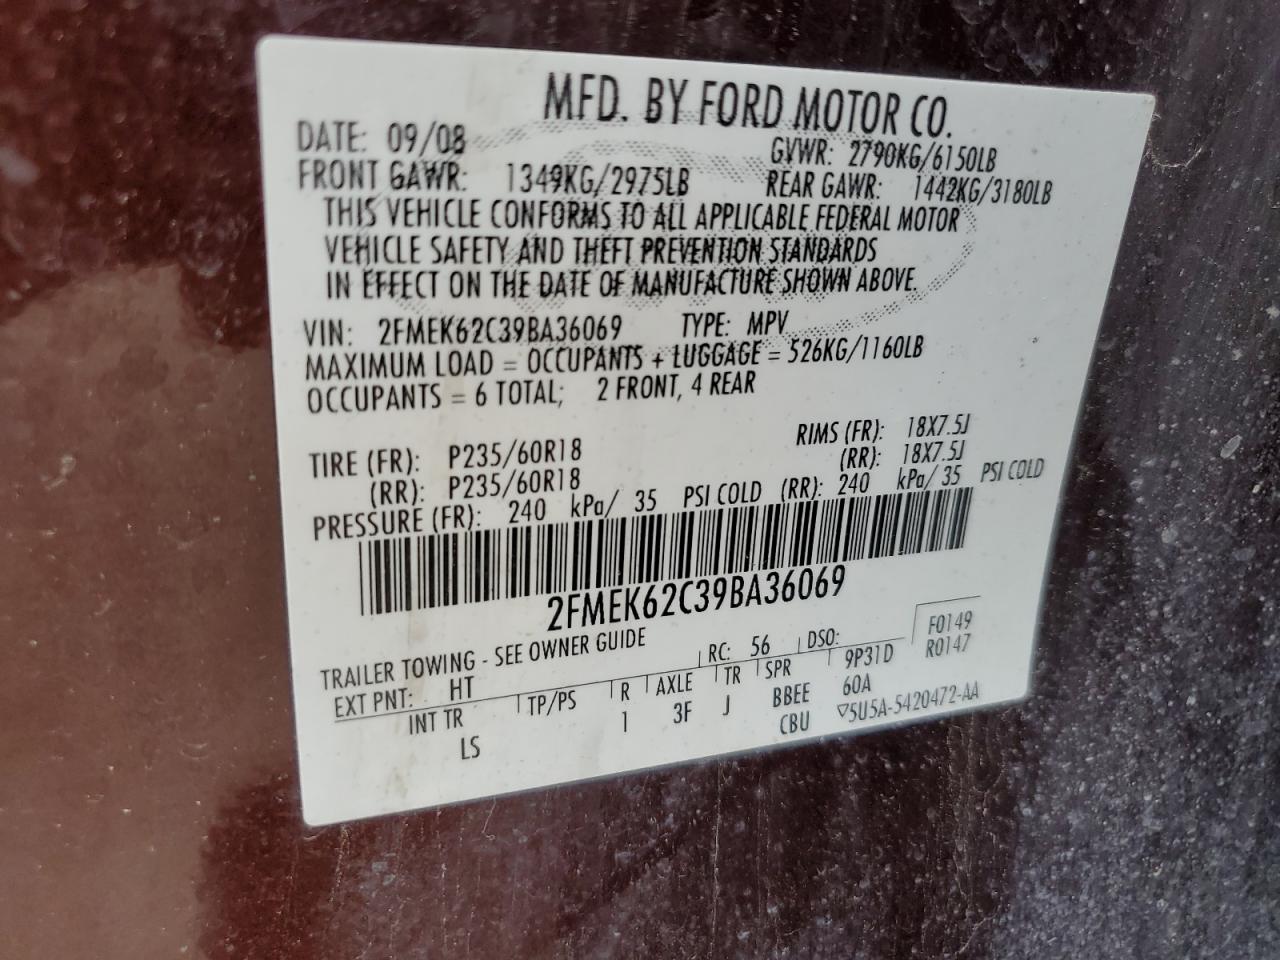 MFD. BY FORD MOTOR CO.
DATE: 09/08 GVWR: 2790KG/6150LB
FRONT GAWR: 1349KG/2975LB REAR GAWR: 1442KG/3180LB
THIS VEHICLE CONFORMS TO ALL APPLICABLE FEDERAL MOTOR
VEHICLE SAFETY AND THEFT PREVENTION STANDARDS
IN EFFECT ON THE DATE OF MANUFACTURE SHOWN ABOVE.
VIN: 2FMEK62C39BA36069 TYPE: MPV
MAXIMUM LOAD = OCCUPANTS + LUGGAGE = 526KG/1160LB
OCCUPANTS = 6 TOTAL; 2 FRONT, 4 REAR
TIRE (FR): P235/60R18 RIMS (FR): 18X7.5J
(RR): P235/60R18 (RR): 18X7.5J
PRESSURE (FR): 240 kPa/ 35 PSI COLD (RR): 240 kPa/ 35 PSI COLD
2FMEK62C39BA36069
TRAILER TOWING - SEE OWNER GUIDE F0149
EXT PNT: HT RC: 56 DSO: 9P31D R0147
INT TR TP/PS R AXLE TR SPR 60A
LS 1 3F J BBEE
CBU ▽5U5A-5420472-AA